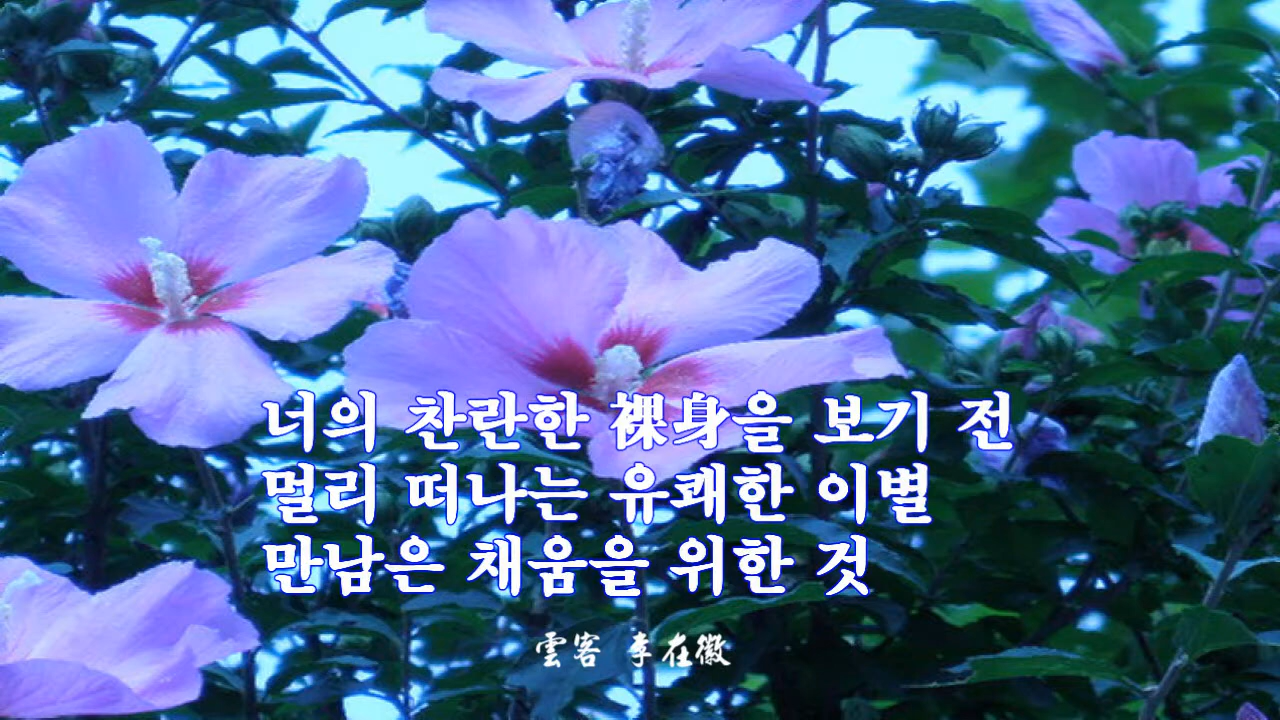 너의 찬란한 裸身을 보기 전
멀리 떠나는 유쾌한 이별
만남은 채움을 위한 것
雲客 李在徽